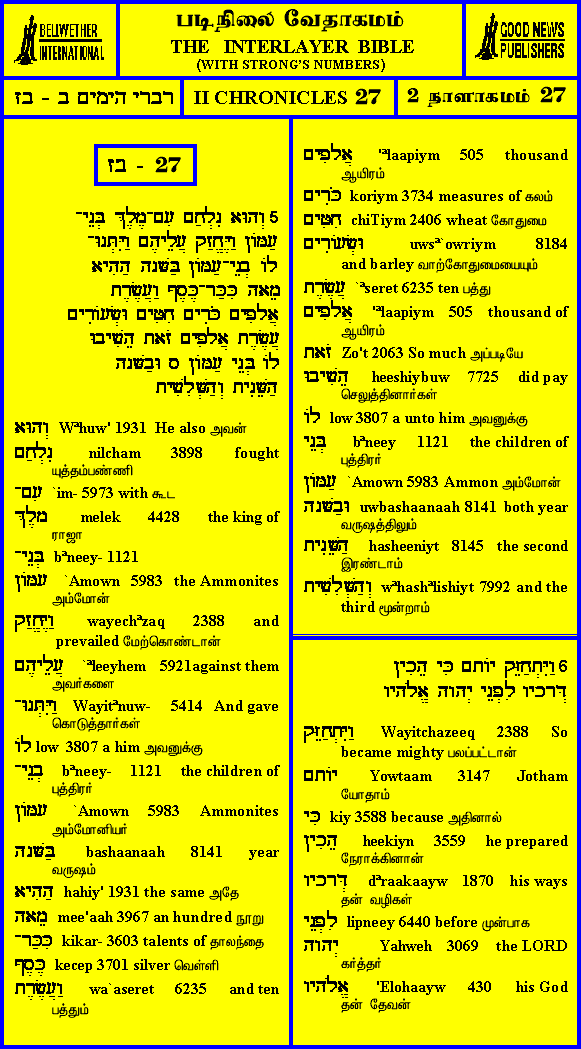 BELLWETHER
INTERNATIONAL
படிநிலை வேதாகமம்
THE INTERLAYER BIBLE
(WITH STRONG'S NUMBERS)
GOOD NEWS
PUBLISHERS
רברי הימים ב - בז
II CHRONICLES 27
2 நாளாகமம் 27
בז - 27
5 וְהוּא נִלְחַם עִם־מֶלֶךְ בְּנֵי־
עַמּוֹן וַיֶּחֱזַק עֲלֵיהֶם וַיִּתְּנוּ־
לוֹ בְנֵי־עַמּוֹן בַּשָּׁנָה הַהִיא
מֵאָה כִּכַּר־כֶּסֶף וַעֲשֶׂרֶת
אֲלָפִים כֹּרִים חִטִּים וּשְׂעוֹרִים
עֲשֶׂרֶת אֲלָפִים זֹאת הֵשִׁיבוּ
לוֹ בְּנֵי עַמּוֹן ס וּבַשָּׁנָה
הַשֵּׁנִית וְהַשְּׁלִשִׁית
וְהוּא Wªhuw' 1931 He also அவன்
נִלְחַם nilcham 3898 fought
யுத்தம்பண்ணி
עִם־ `im- 5973 with கூட
מֶלֶךְ melek 4428 the king of
ராஜா
בְּנֵי־ bªneey- 1121
עַמּוֹן `Amown 5983 the Ammonites
அம்மோன்
וַיֶּחֱזַק wayechªzaq 2388 and
prevailed மேற்கொண்டான்
עֲלֵיהֶם `ªleeyhem 5921against them
அவர்களை
וַיִּתְּנוּ־ Wayitªnuw- 5414 And gave
கொடுத்தார்கள்
לוֹ low 3807 a him அவனுக்கு
בְנֵי־ bªneey- 1121 the children of
புத்திரர்
עַמּוֹן `Amown 5983 Ammonites
அம்மோனியர்
בַּשָּׁנָה bashaanaah 8141 year
வருஷம்
הַהִיא hahiy' 1931 the same அதே
מֵאָה mee'aah 3967 an hundred நூறு
כִּכַּר־ kikar- 3603 talents of தாலந்தை
כֶּסֶף kecep 3701 silver வெள்ளி
וַעֲשֶׂרֶת wa`aseret 6235 and ten
பத்தும்
אֲלָפִים 'ªlaapiym 505 thousand
ஆயிரம்
כֹּרִים koriym 3734 measures of கலம்
חִטִּים chiTiym 2406 wheat கோதுமை
וּשְׂעוֹרִים uwsª`owriym 8184
and barley வாற்கோதுமையையும்
עֲשֶׂרֶת `ªseret 6235 ten பத்து
אֲלָפִים 'ªlaapiym 505 thousand of
ஆயிரம்
זֹאת Zo't 2063 So much அப்படியே
הֵשִׁיבוּ heeshiybuw 7725 did pay
செலுத்தினார்கள்
לוֹ low 3807 a unto him அவனுக்கு
בְּנֵי bªneey 1121 the children of
புத்திரர்
עַמּוֹן `Amown 5983 Ammon அம்மோன்
וּבַשָּׁנָה uwbashaanaah 8141 both year
வருஷத்திலும்
הַשֵּׁנִית hasheeniyt 8145 the second
இரண்டாம்
וְהַשְּׁלִשִׁית wªhashªlishiyt 7992 and the
third மூன்றாம்
6 וַיִּתְחַזֵּק יוֹתָם כִּי הֵכִין
דְּרָכָיו לִפְנֵי יְהוָה אֱלֹהָיו
וַיִּתְחַזֵּק Wayitchazeeq 2388 So
became mighty பலப்பட்டான்
יוֹתָם Yowtaam 3147 Jotham
யோதாம்
כִּי kiy 3588 because அதினால்
הֵכִין heekiyn 3559 he prepared
நேராக்கினான்
דְּרָכָיו dªraakaayw 1870 his ways
தன் வழிகள்
לִפְנֵי lipneey 6440 before முன்பாக
יְהוָה Yahweh 3069 the LORD
கர்த்தர்
אֱלֹהָיו 'Elohaayw 430 his God
தன் தேவன்